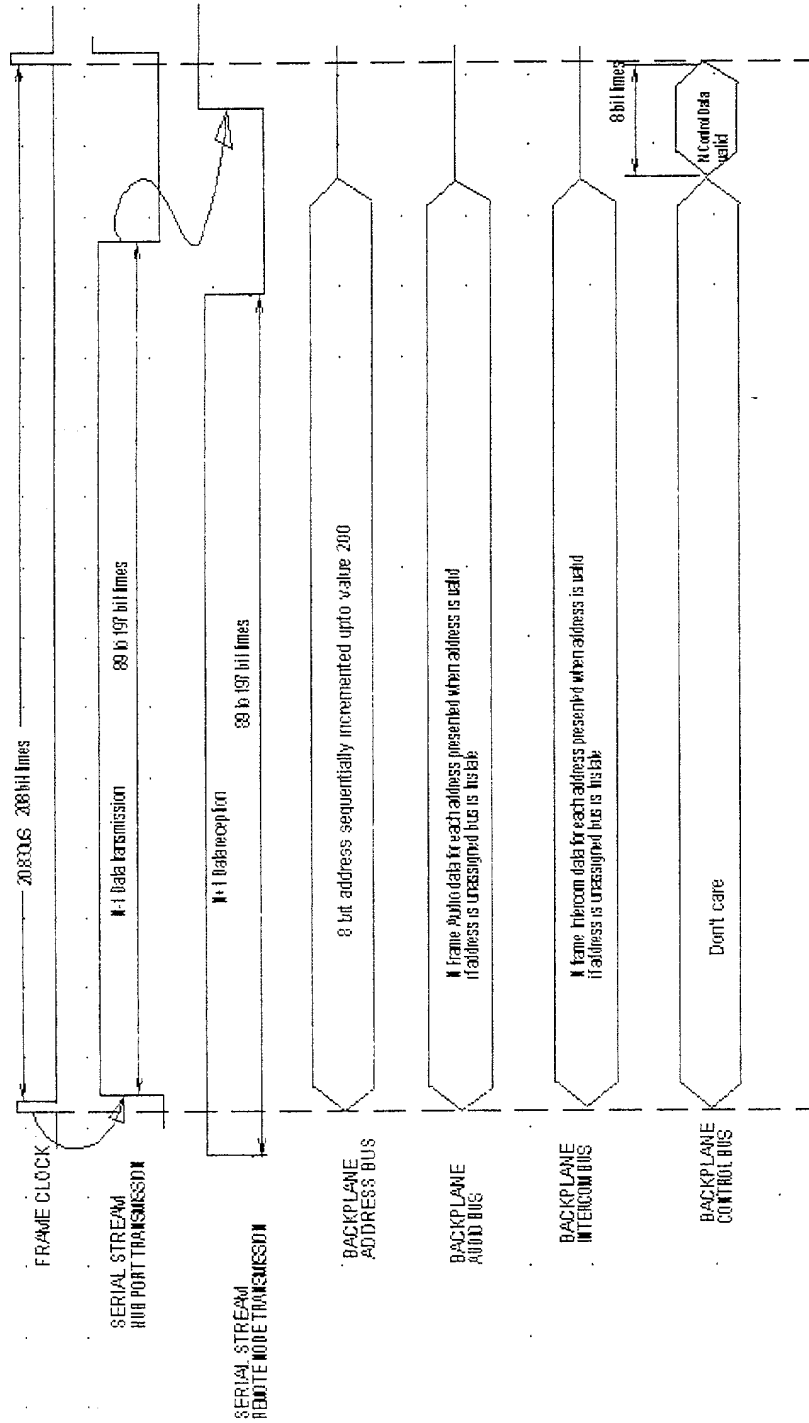 FRAME CLOCK
20.83OUS 208 bit times
SERIAL STREAM
HUB PORT TRANSMISSION
N-1 Data transmission 89 to 197 bit times
SERIAL STREAM
REMOTE NODE TRANSMISSION
N+1 Data reception 89 to 197 bit times
BACKPLANE
ADDRESS BUS
8 bit address sequentially incremented upto value 200
BACKPLANE
AUDIO BUS
N Frame Audio data for each address presented when address is valid
if address is unassigned bus is tristate
BACKPLANE
INTERCOM BUS
N frame Intercom data for each address presented when address is valid
if address is unassigned bus is tristate
BACKPLANE
CONTROL BUS
Don't care
N Control Data
valid
8 bit times